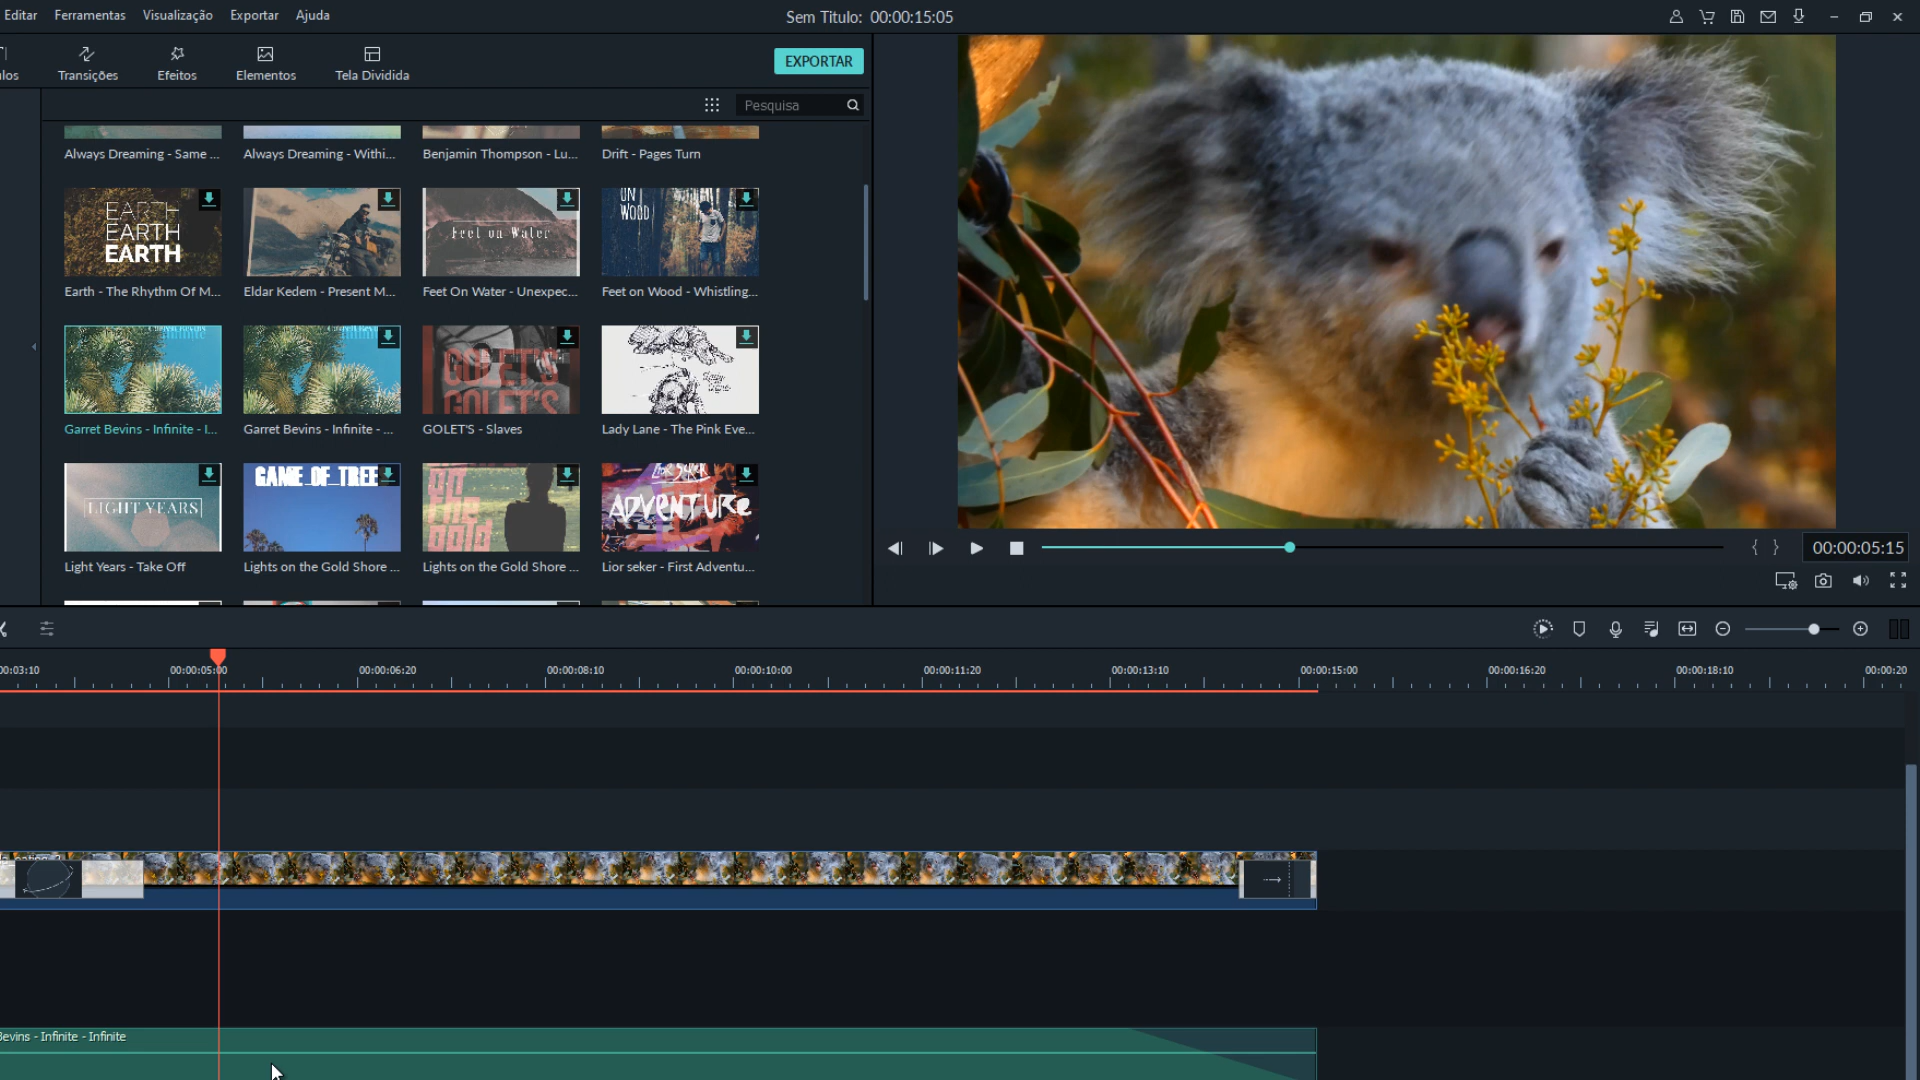 Editar Ferramentas Visualização Exportar Ajuda
Sem Titulo: 00:00:15:05
Transições
Efeitos
Elementos
Tela Dividida
EXPORTAR
Pesquisa
Always Dreaming - Same ...
Always Dreaming - Withi...
Benjamin Thompson - Lu...
Drift - Pages Turn
EARTH
EARTH
EARTH
Feet on Water
ON
WOOD
Earth - The Rhythm Of M...
Eldar Kedem - Present M...
Feet On Water - Unexpec...
Feet on Wood - Whistling...
GOLET'S
GOLET'S
Garret Bevins - Infinite - I...
Garret Bevins - Infinite - ...
GOLET'S - Slaves
Lady Lane - The Pink Eve...
LIGHT YEARS
GAME OF TREE
LIOR SEKER
ADVENTURE
Light Years - Take Off
Lights on the Gold Shore ...
Lights on the Gold Shore ...
Lior seker - First Adventu...
{ }
00:00:05:15
00:03:10
00:00:05:00
00:00:06:20
00:00:08:10
00:00:10:00
00:00:11:20
00:00:13:10
00:00:15:00
00:00:16:20
00:00:18:10
00:00:20
Bevins - Infinite - Infinite